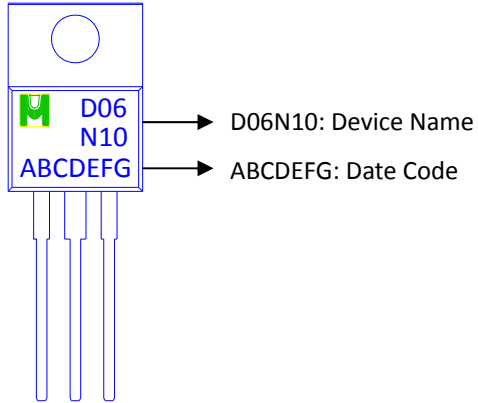 D06
N10
ABCDEFG
D06N10: Device Name
ABCDEFG: Date Code